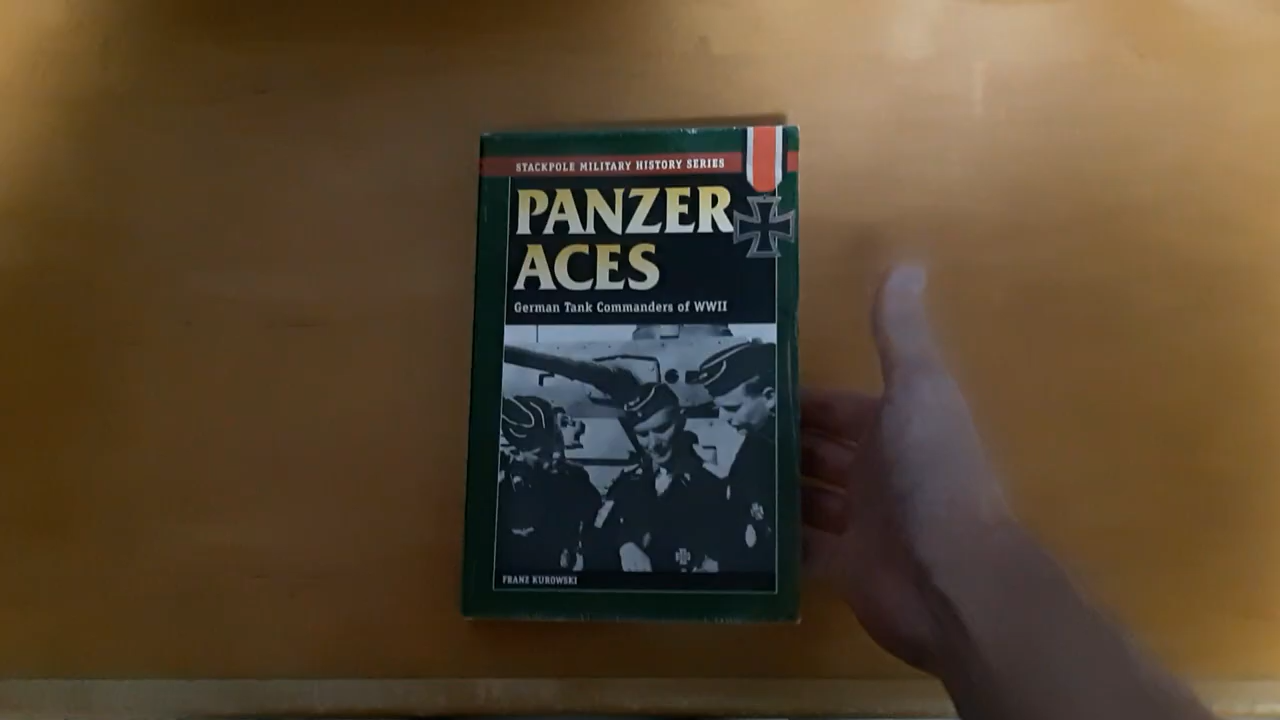 STACKPOLE MILITARY HISTORY SERIES
PANZER
ACES
German Tank Commanders of WWII
FRANZ KUROWSKI